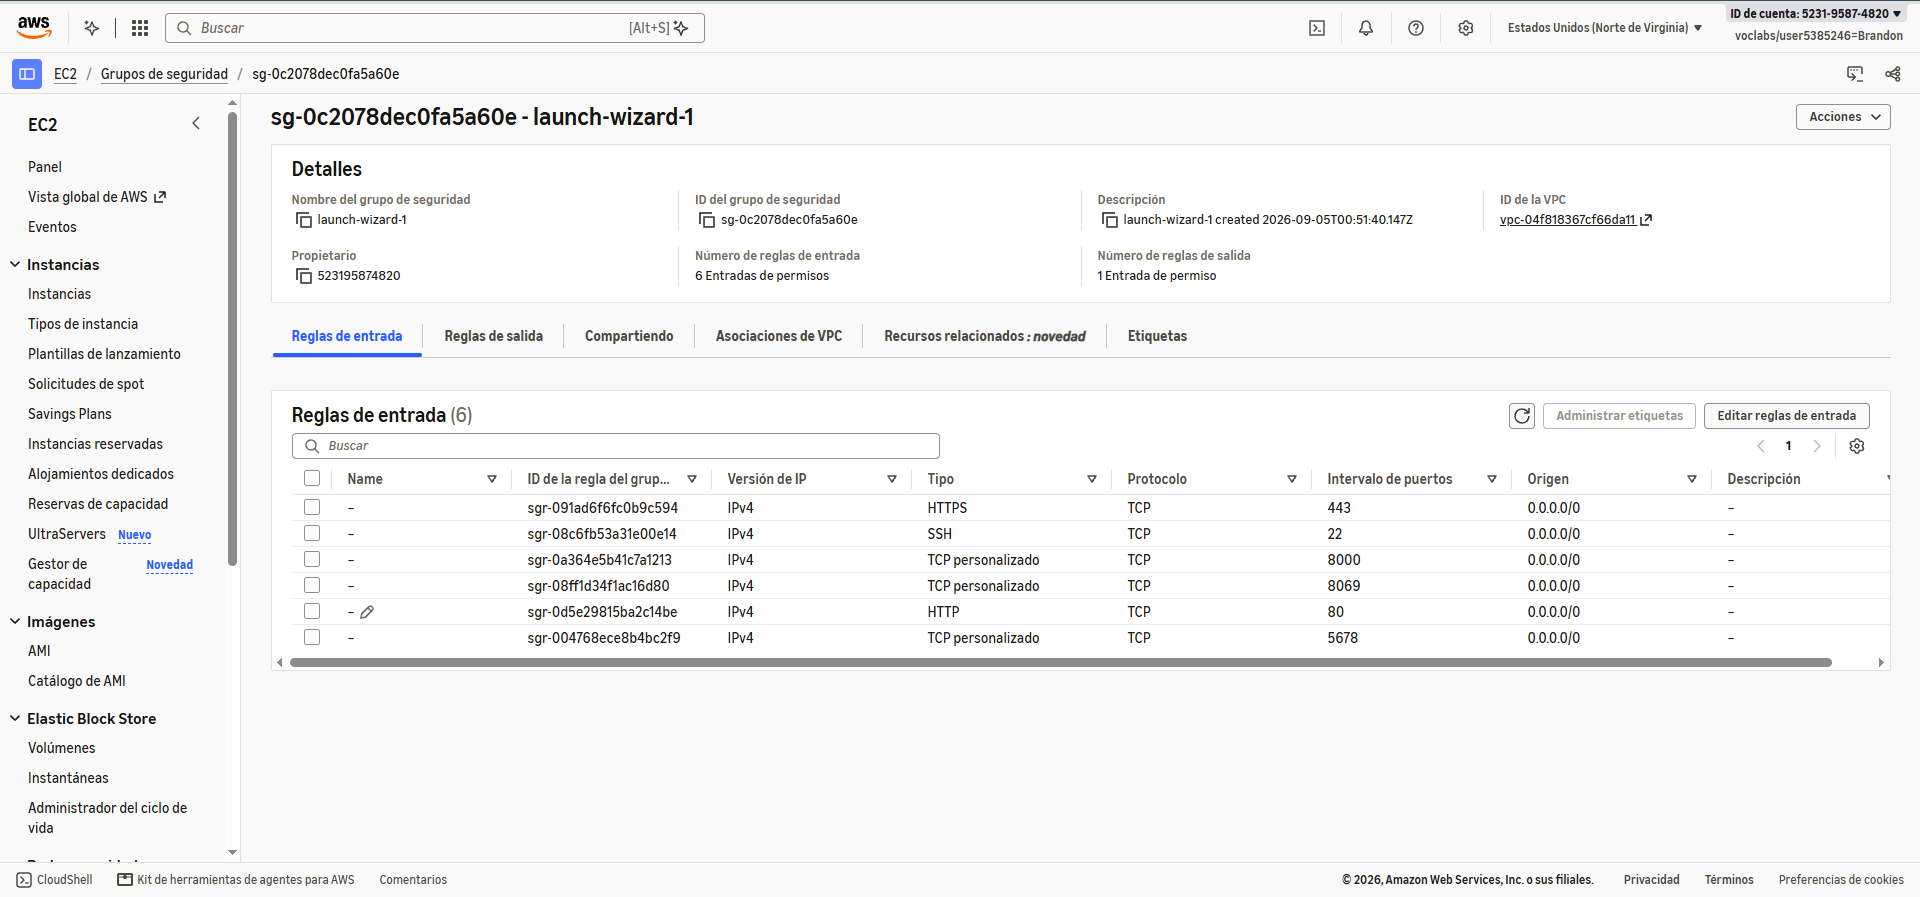 aws
Buscar
[Alt+S]
Estados Unidos (Norte de Virginia)
ID de cuenta: 5231-9587-4820
voclabs/user5385246=Brandon
EC2 / Grupos de seguridad / sg-0c2078dec0fa5a60e
EC2
Panel
Vista global de AWS
Eventos
Instancias
Instancias
Tipos de instancia
Plantillas de lanzamiento
Solicitudes de spot
Savings Plans
Instancias reservadas
Alojamientos dedicados
Reservas de capacidad
UltraServers Nuevo
Gestor de capacidad Novedad
Imágenes
AMI
Catálogo de AMI
Elastic Block Store
Volúmenes
Instantáneas
Administrador del ciclo de vida
sg-0c2078dec0fa5a60e - launch-wizard-1
Acciones
Detalles
Nombre del grupo de seguridad
launch-wizard-1
ID del grupo de seguridad
sg-0c2078dec0fa5a60e
Descripción
launch-wizard-1 created 2026-09-05T00:51:40.147Z
ID de la VPC
vpc-04f818367cf66da11
Propietario
523195874820
Número de reglas de entrada
6 Entradas de permisos
Número de reglas de salida
1 Entrada de permiso
Reglas de entrada
Reglas de salida
Compartiendo
Asociaciones de VPC
Recursos relacionados : novedad
Etiquetas
Reglas de entrada (6)
Administrar etiquetas
Editar reglas de entrada
Buscar
1
Name ID de la regla del grup... Versión de IP Tipo Protocolo Intervalo de puertos Origen Descripción
– sgr-091ad6f6fc0b9c594 IPv4 HTTPS TCP 443 0.0.0.0/0 –
– sgr-08c6fb53a31e00e14 IPv4 SSH TCP 22 0.0.0.0/0 –
– sgr-0a364e5b41c7a1213 IPv4 TCP personalizado TCP 8000 0.0.0.0/0 –
– sgr-08ff1d34f1ac16d80 IPv4 TCP personalizado TCP 8069 0.0.0.0/0 –
– sgr-0d5e29815ba2c14be IPv4 HTTP TCP 80 0.0.0.0/0 –
– sgr-004768ece8b4bc2f9 IPv4 TCP personalizado TCP 5678 0.0.0.0/0 –
CloudShell
Kit de herramientas de agentes para AWS
Comentarios
© 2026, Amazon Web Services, Inc. o sus filiales.
Privacidad
Términos
Preferencias de cookies